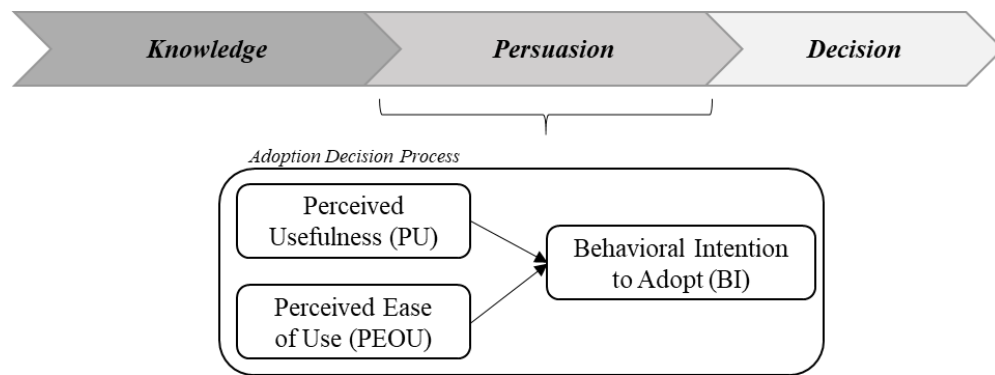 Knowledge
Persuasion
Decision
Adoption Decision Process
Perceived
Usefulness (PU)
Behavioral Intention
to Adopt (BI)
Perceived Ease
of Use (PEOU)